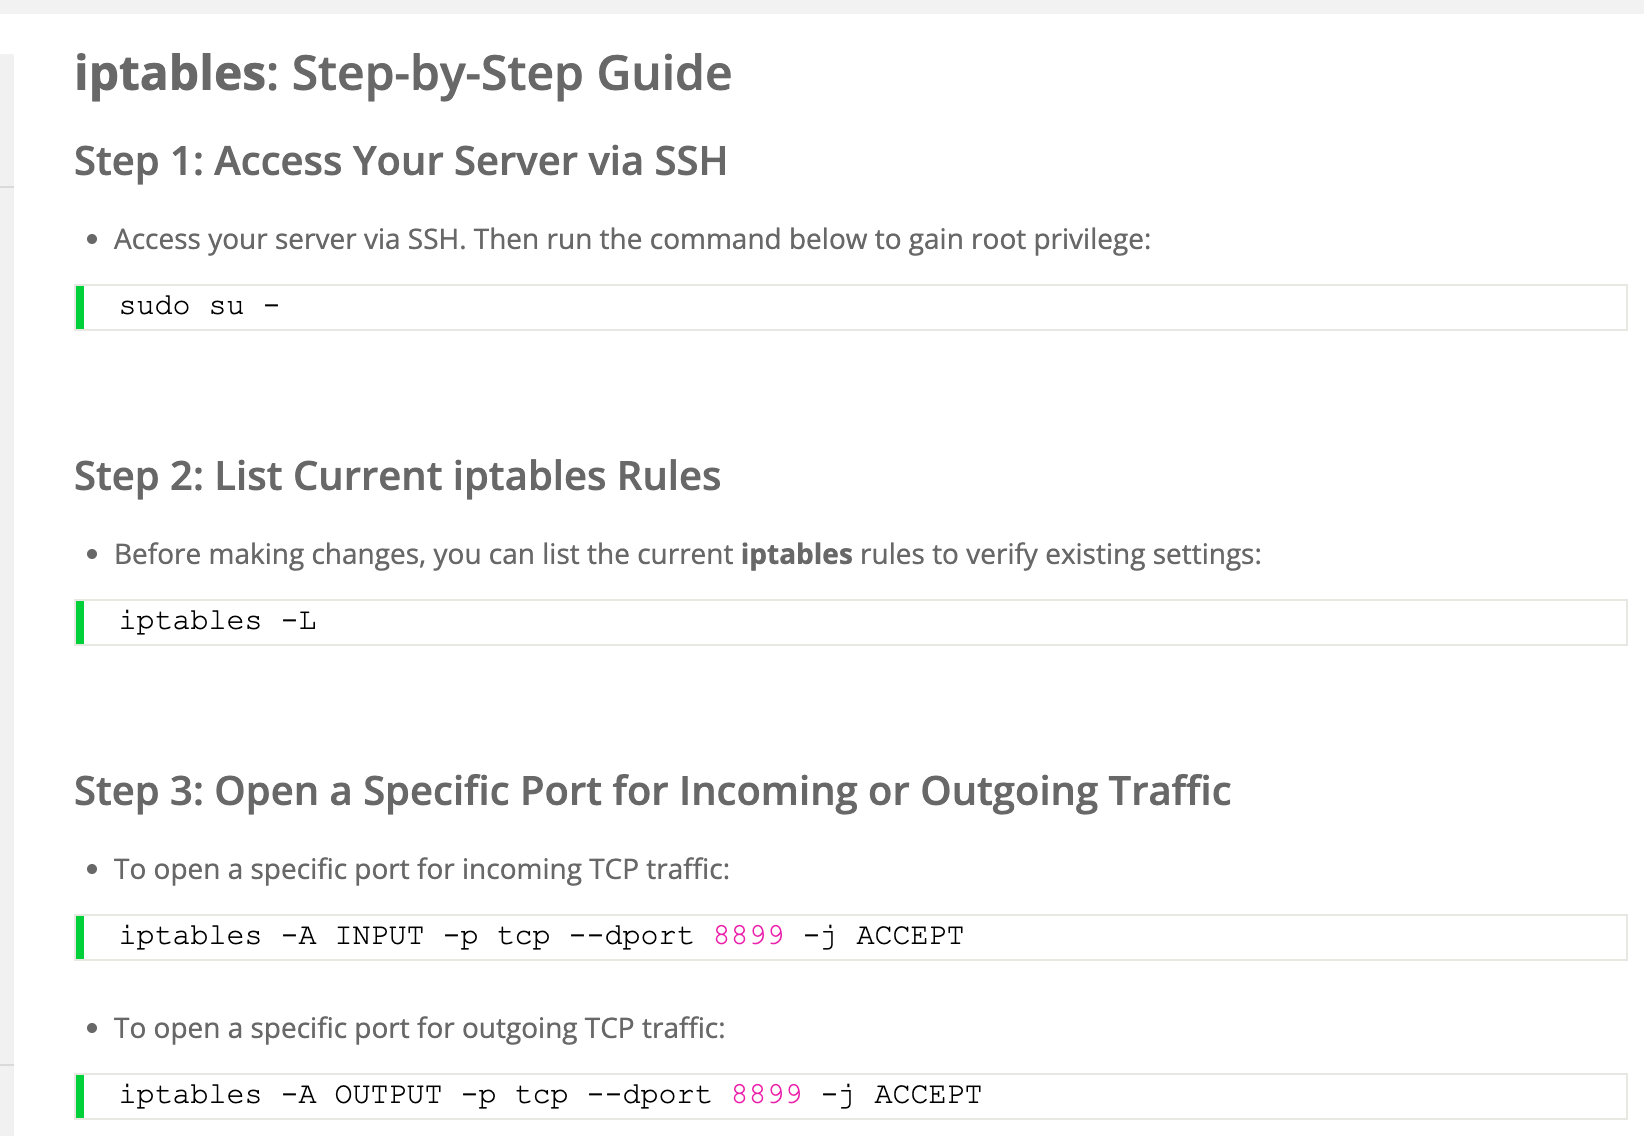 iptables: Step-by-Step Guide
Step 1: Access Your Server via SSH
• Access your server via SSH. Then run the command below to gain root privilege:
sudo su -
Step 2: List Current iptables Rules
• Before making changes, you can list the current iptables rules to verify existing settings:
iptables -L
Step 3: Open a Specific Port for Incoming or Outgoing Traffic
• To open a specific port for incoming TCP traffic:
iptables -A INPUT -p tcp --dport 8899 -j ACCEPT
• To open a specific port for outgoing TCP traffic:
iptables -A OUTPUT -p tcp --dport 8899 -j ACCEPT